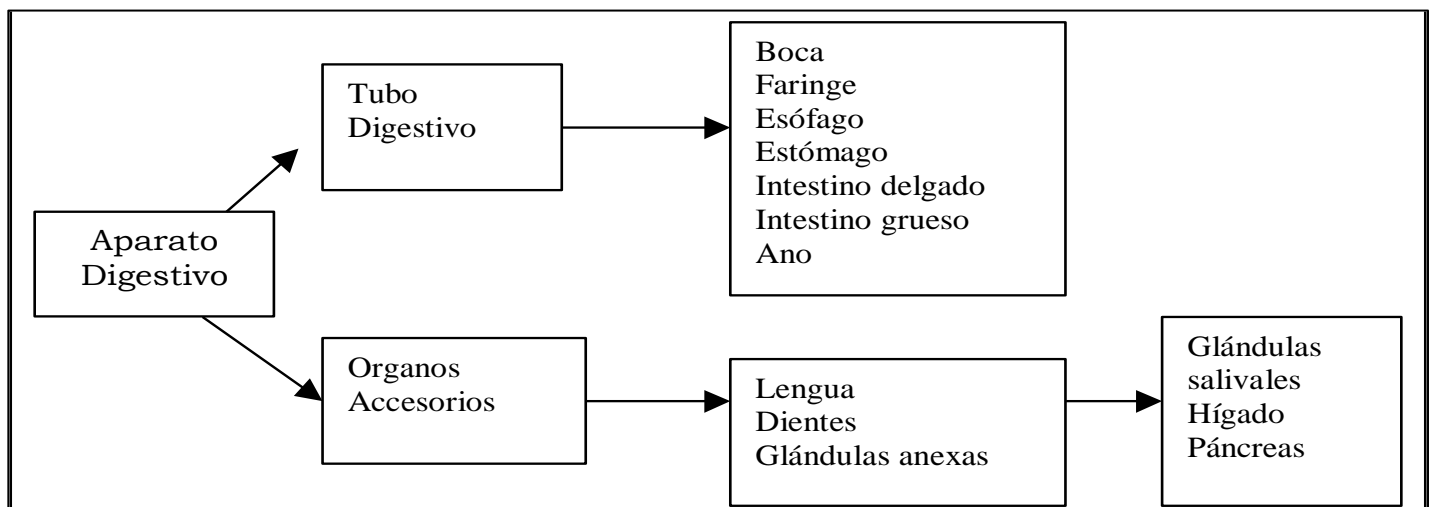 Aparato
Digestivo
Tubo
Digestivo
Boca
Faringe
Esófago
Estómago
Intestino delgado
Intestino grueso
Ano
Organos
Accesorios
Lengua
Dientes
Glándulas anexas
Glándulas
salivales
Hígado
Páncreas